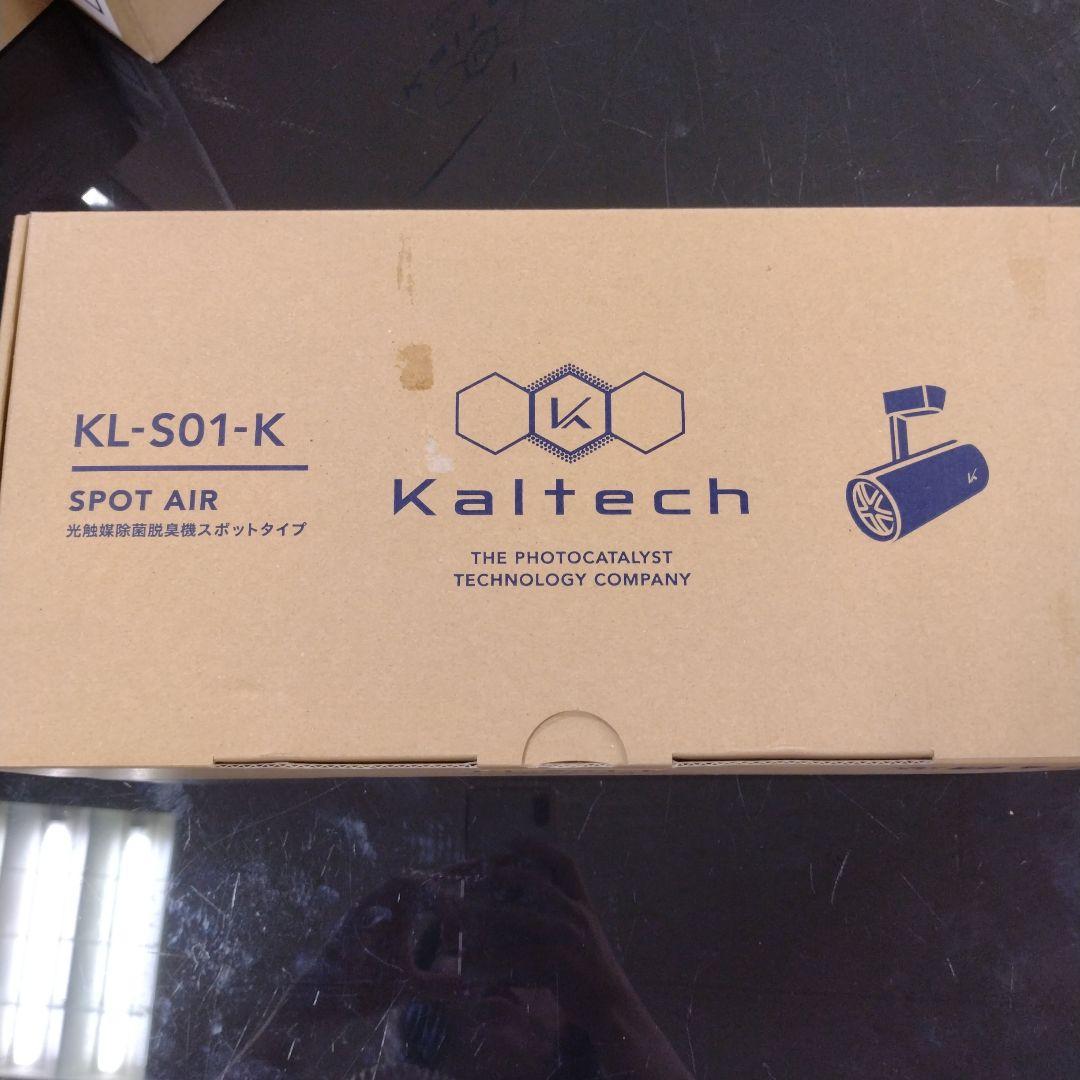 KL-S01-K
SPOT AIR
光触媒除菌脱臭機スポットタイプ
K
Kaltech
THE PHOTOCATALYST
TECHNOLOGY COMPANY
K